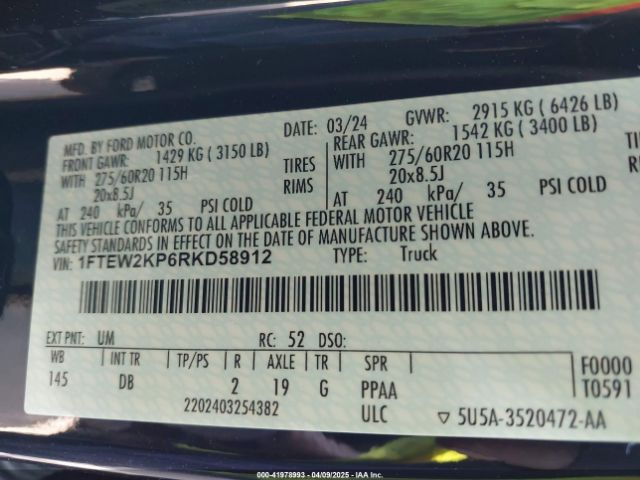 MFD. BY FORD MOTOR CO. DATE: 03/24 GVWR: 2915 KG ( 6426 LB)
FRONT GAWR: 1429 KG ( 3150 LB) REAR GAWR: 1542 KG ( 3400 LB)
WITH 275/60R20 115H TIRES WITH 275/60R20 115H
20x8.5J RIMS 20x8.5J
AT 240 kPa/ 35 PSI COLD AT 240 kPa/ 35 PSI COLD
THIS VEHICLE CONFORMS TO ALL APPLICABLE FEDERAL MOTOR VEHICLE
SAFETY STANDARDS IN EFFECT ON THE DATE OF MANUFACTURE SHOWN ABOVE.
VIN: 1FTEW2KP6RKD58912 TYPE: Truck
EXT PNT: UM RC: 52 DSO:
WB INT TR TP/PS R AXLE TR SPR F0000
145 DB 2 19 G PPAA T0591
2202403254382 ULC ▽ 5U5A-3520472-AA
000-41978993 - 04/09/2025 - Copyright © IAA, Inc.